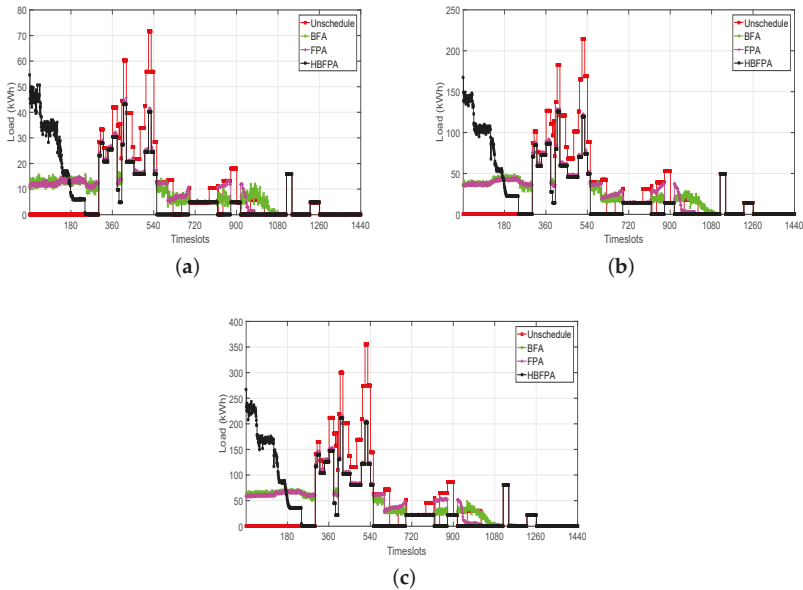 80
70
60
50
40
30
20
10
0
Load (kWh)
180 360 540 720 900 1080 1260 1440
Timeslots
Unschedule
BFA
FPA
HBFPA
(a)
250
200
150
100
50
0
Load (kWh)
180 360 540 720 900 1080 1260 1440
Timeslots
Unschedule
BFA
FPA
HBFPA
(b)
400
350
300
250
200
150
100
50
0
Load (kWh)
180 360 540 720 900 1080 1260 1440
Timeslots
Unschedule
BFA
FPA
HBFPA
(c)